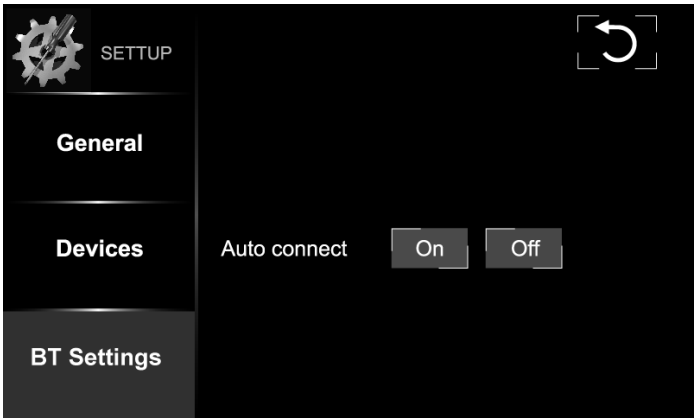 SETTUP
General
Devices
Auto connect On Off
BT Settings